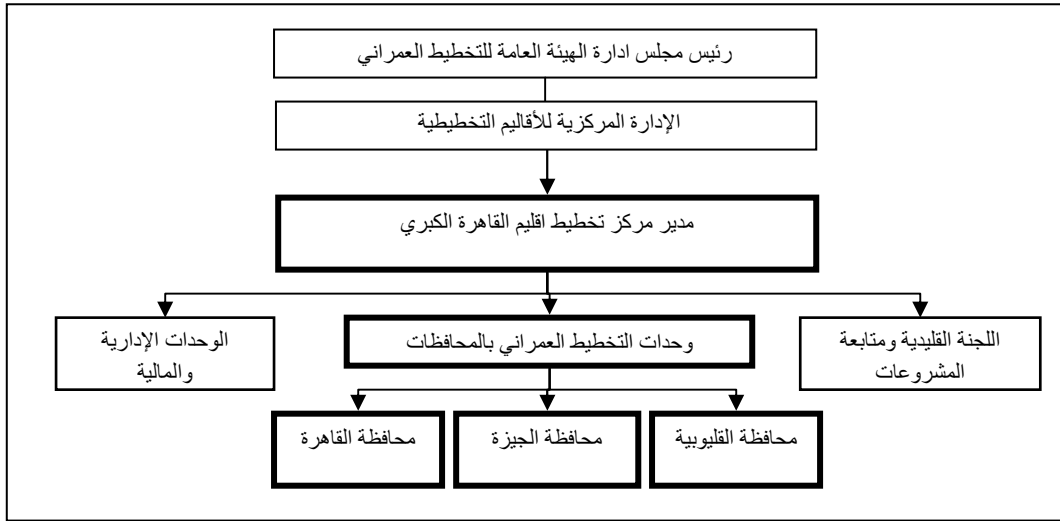 رئيس مجلس ادارة الهيئة العامة للتخطيط العمراني
الإدارة المركزية للأقاليم التخطيطية
مدير مركز تخطيط اقليم القاهرة الكبري
اللجنة القليدية ومتابعة
المشروعات
وحدات التخطيط العمراني بالمحافظات
الوحدات الإدارية
والمالية
محافظة القليوبية
محافظة الجيزة
محافظة القاهرة